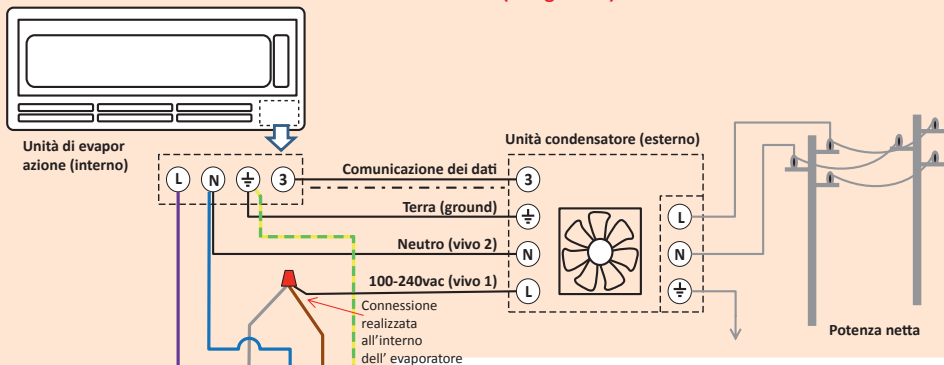 Unità di evapor
azione (interno)
L N 3
Comunicazione dei dati
Terra (ground)
Neutro (vivo 2)
100-240vac (vivo 1)
Connessione
realizzata
all'interno
dell' evaporatore
Unità condensatore (esterno)
3
N
L
L
N
Potenza netta